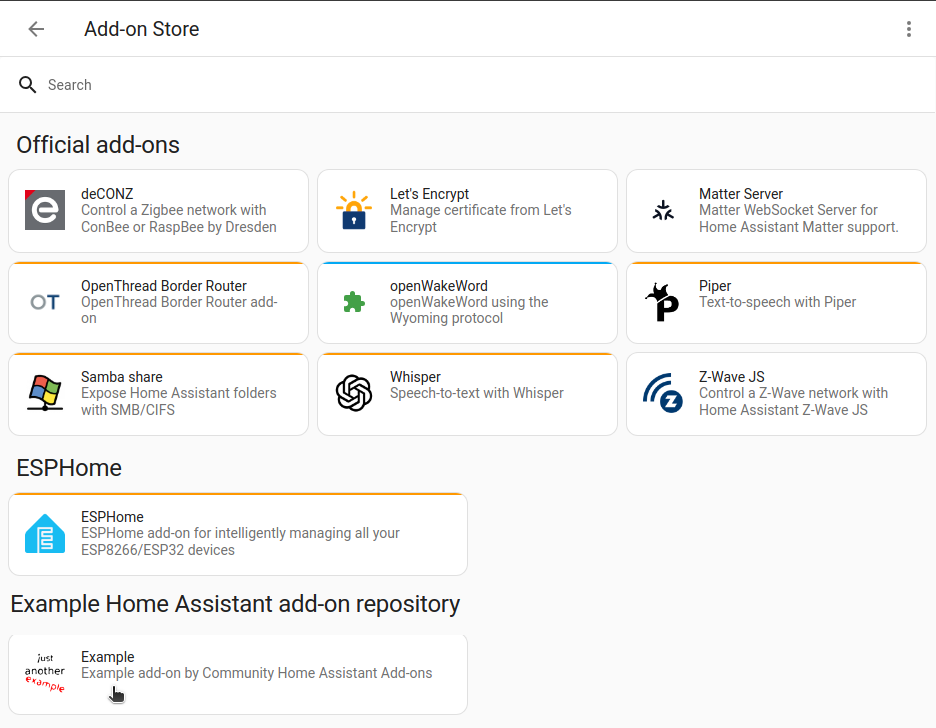 Add-on Store
Search
Official add-ons
deCONZ
Control a Zigbee network with
ConBee or RaspBee by Dresden
Let's Encrypt
Manage certificate from Let's
Encrypt
Matter Server
Matter WebSocket Server for
Home Assistant Matter support.
OT
OpenThread Border Router
OpenThread Border Router add-
on
openWakeWord
openWakeWord using the
Wyoming protocol
P
Piper
Text-to-speech with Piper
Samba share
Expose Home Assistant folders
with SMB/CIFS
Whisper
Speech-to-text with Whisper
Z
Z-Wave JS
Control a Z-Wave network with
Home Assistant Z-Wave JS
ESPHome
ESPHome
ESPHome add-on for intelligently managing all your
ESP8266/ESP32 devices
Example Home Assistant add-on repository
just
another
example
Example
Example add-on by Community Home Assistant Add-ons